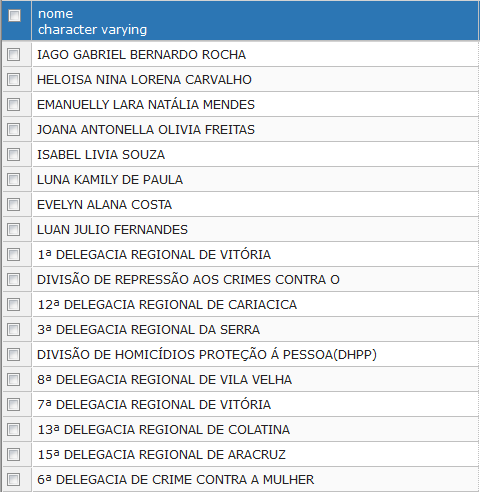 nome
character varying
IAGO GABRIEL BERNARDO ROCHA
HELOISA NINA LORENA CARVALHO
EMANUELLY LARA NATÁLIA MENDES
JOANA ANTONELLA OLIVIA FREITAS
ISABEL LIVIA SOUZA
LUNA KAMILY DE PAULA
EVELYN ALANA COSTA
LUAN JULIO FERNANDES
1ª DELEGACIA REGIONAL DE VITÓRIA
DIVISÃO DE REPRESSÃO AOS CRIMES CONTRA O
12ª DELEGACIA REGIONAL DE CARIACICA
3ª DELEGACIA REGIONAL DA SERRA
DIVISÃO DE HOMICÍDIOS PROTEÇÃO Á PESSOA(DHPP)
8ª DELEGACIA REGIONAL DE VILA VELHA
7ª DELEGACIA REGIONAL DE VITÓRIA
13ª DELEGACIA REGIONAL DE COLATINA
15ª DELEGACIA REGIONAL DE ARACRUZ
6ª DELEGACIA DE CRIME CONTRA A MULHER